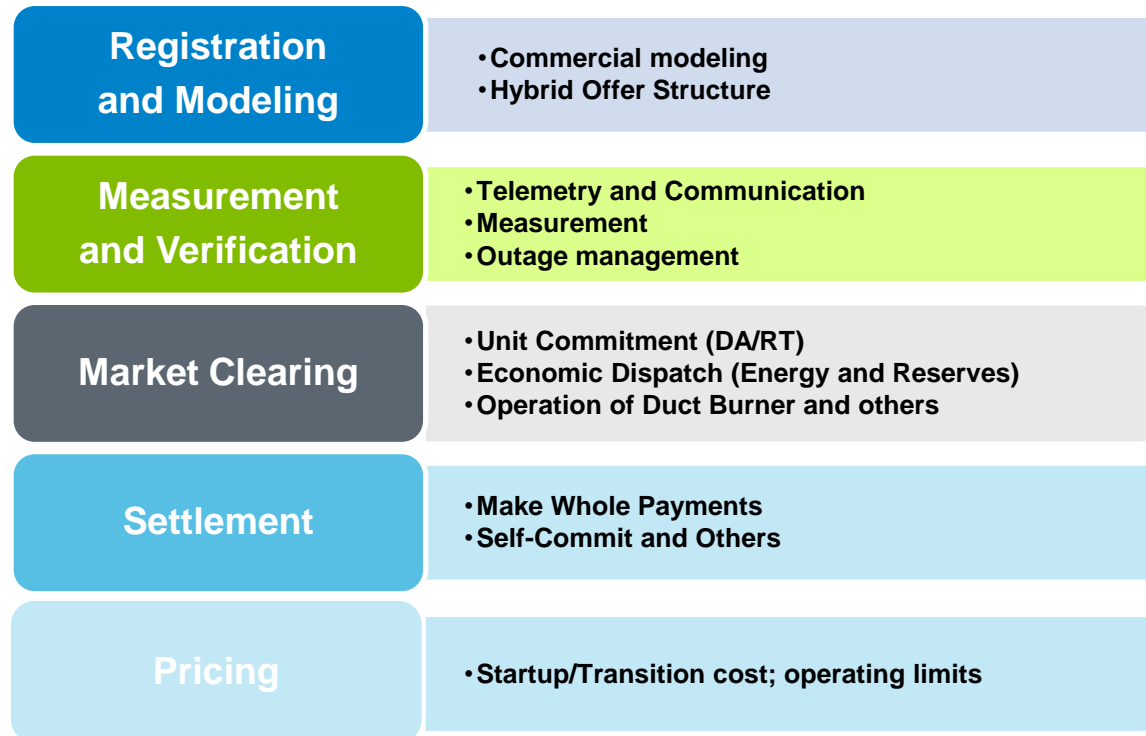 Registration
and Modeling
•Commercial modeling
•Hybrid Offer Structure
Measurement
and Verification
•Telemetry and Communication
•Measurement
•Outage management
Market Clearing
•Unit Commitment (DA/RT)
•Economic Dispatch (Energy and Reserves)
•Operation of Duct Burner and others
Settlement
•Make Whole Payments
•Self-Commit and Others
Pricing
•Startup/Transition cost; operating limits